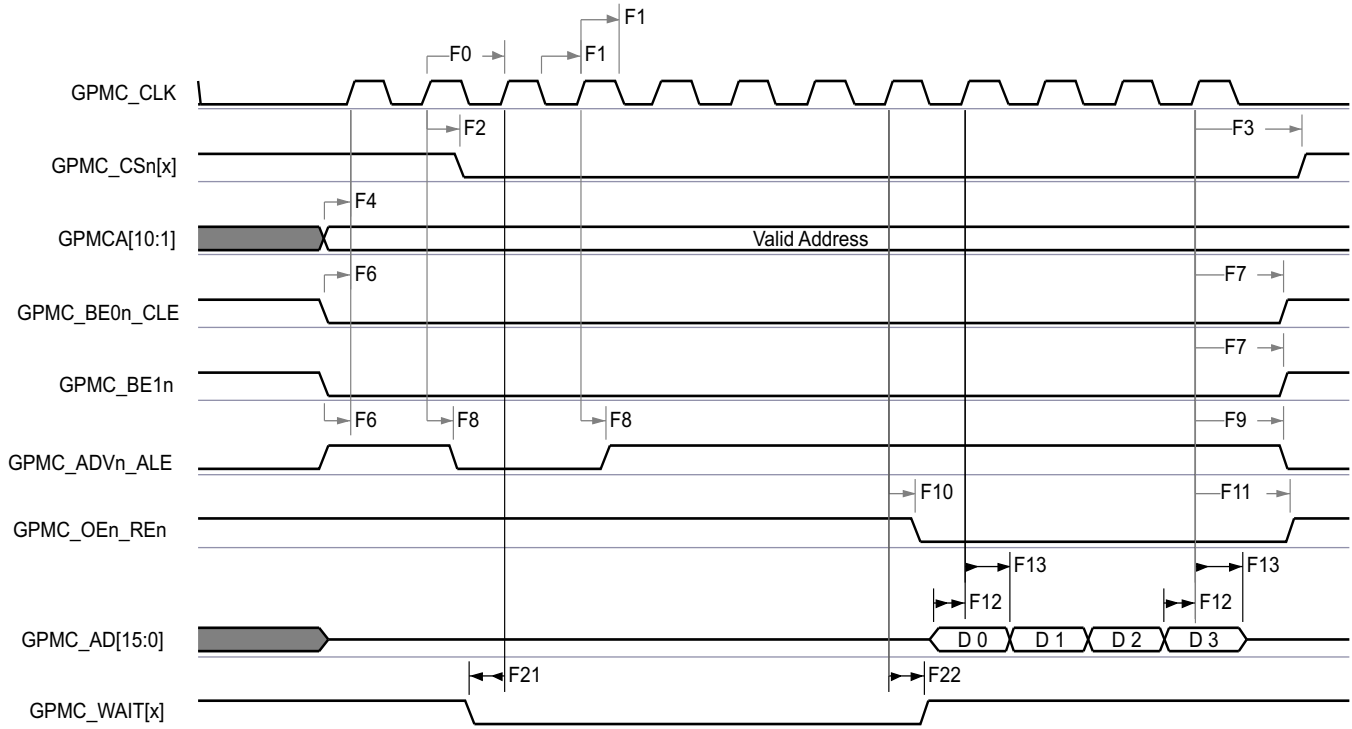 F1
F0 F1
GPMC_CLK
F2 F3
GPMC_CSn[x]
F4
GPMCA[10:1] Valid Address
F6 F7
GPMC_BE0n_CLE
F7
GPMC_BE1n
F6 F8 F8 F9
GPMC_ADVn_ALE
F10 F11
GPMC_OEn_REn
F13 F13
F12 F12
GPMC_AD[15:0] D 0 D 1 D 2 D 3
F21 F22
GPMC_WAIT[x]